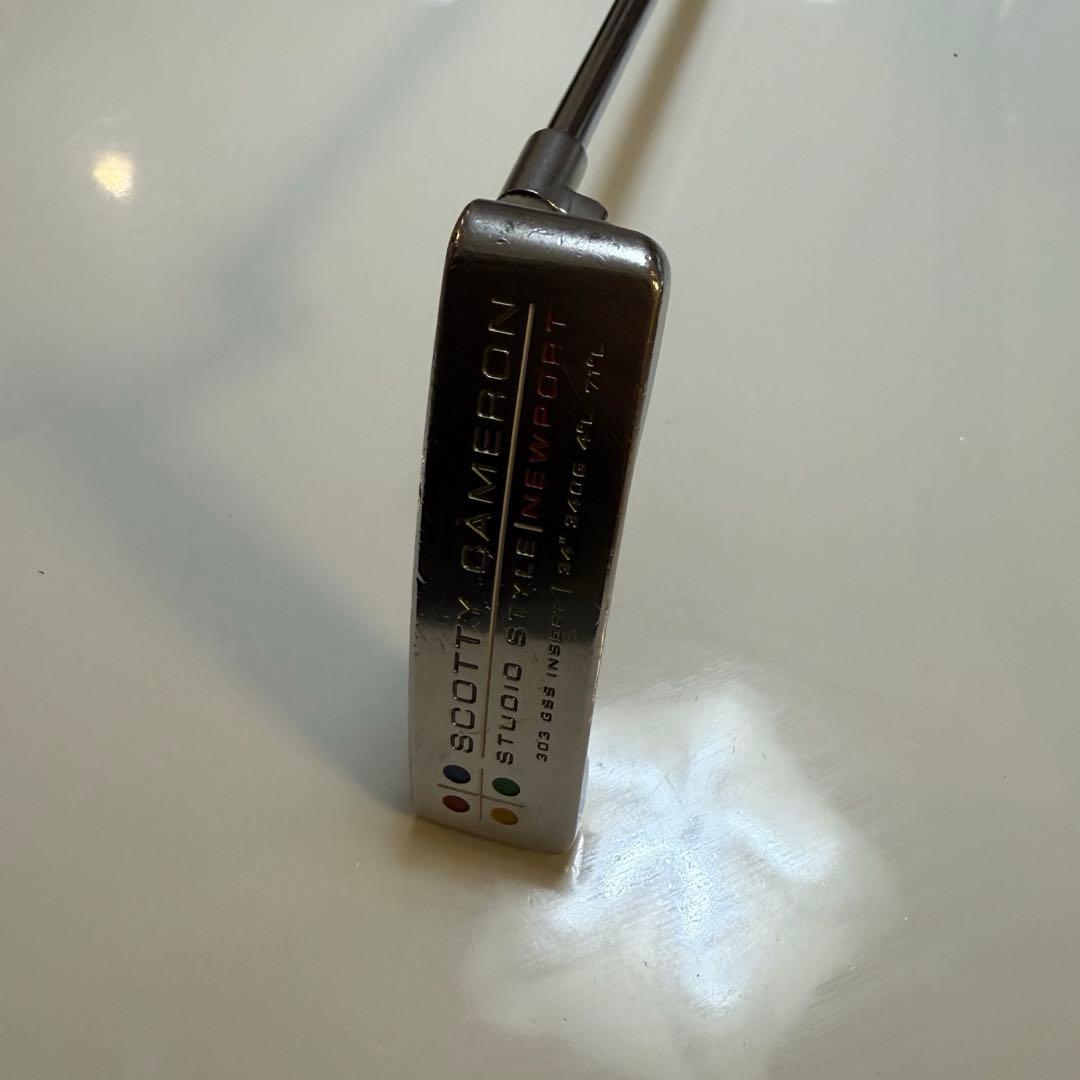 SCOTTY CAMERON
STUDIO STYLE | NEWPORT
303 GSS INSERT / 34" 340G 4°L 71°L